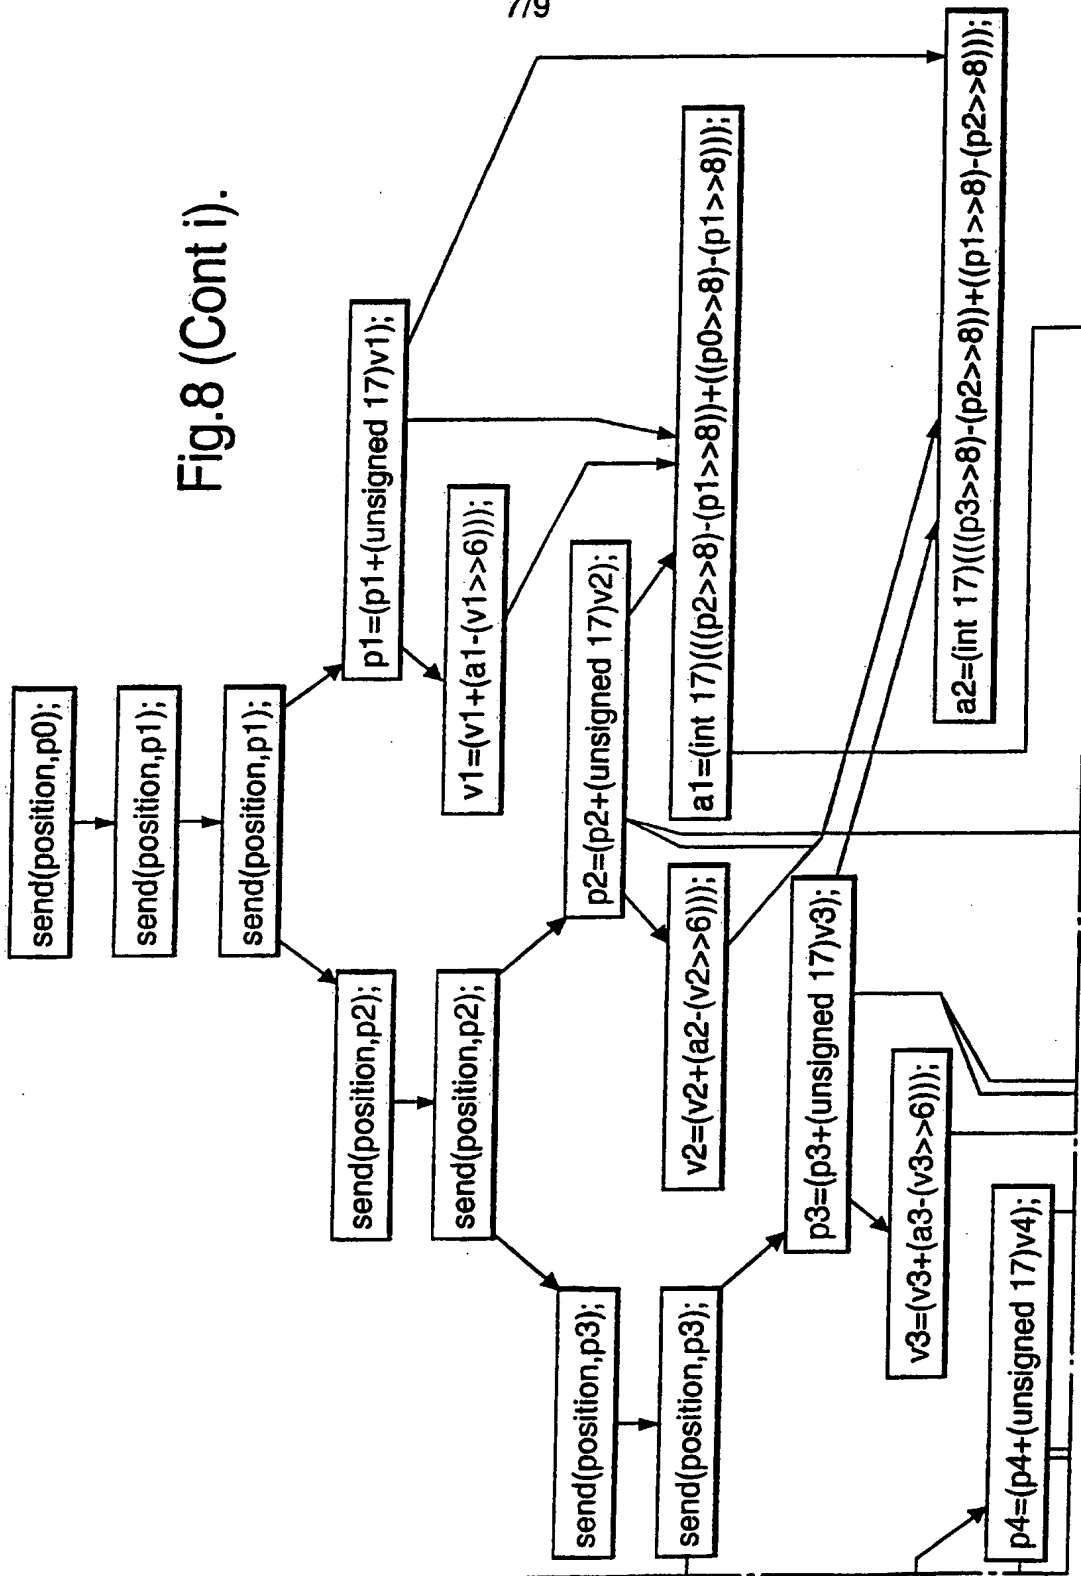 7/9
Fig.8 (Cont i).
send(position,p0);
send(position,p1);
send(position,p1);
p1=(p1+(unsigned 17)v1);
send(position,p2);
v1=(v1+(a1-(v1>>6)));
send(position,p2);
p2=(p2+(unsigned 17)v2);
send(position,p3);
a1=(int 17)(((p2>>8)-(p1>>8))+((p0>>8)-(p1>>8)));
v2=(v2+(a2-(v2>>6)));
send(position,p3);
p3=(p3+(unsigned 17)v3);
v3=(v3+(a3-(v3>>6)));
a2=(int 17)(((p3>>8)-(p2>>8))+((p1>>8)-(p2>>8)));
p4=(p4+(unsigned 17)v4);